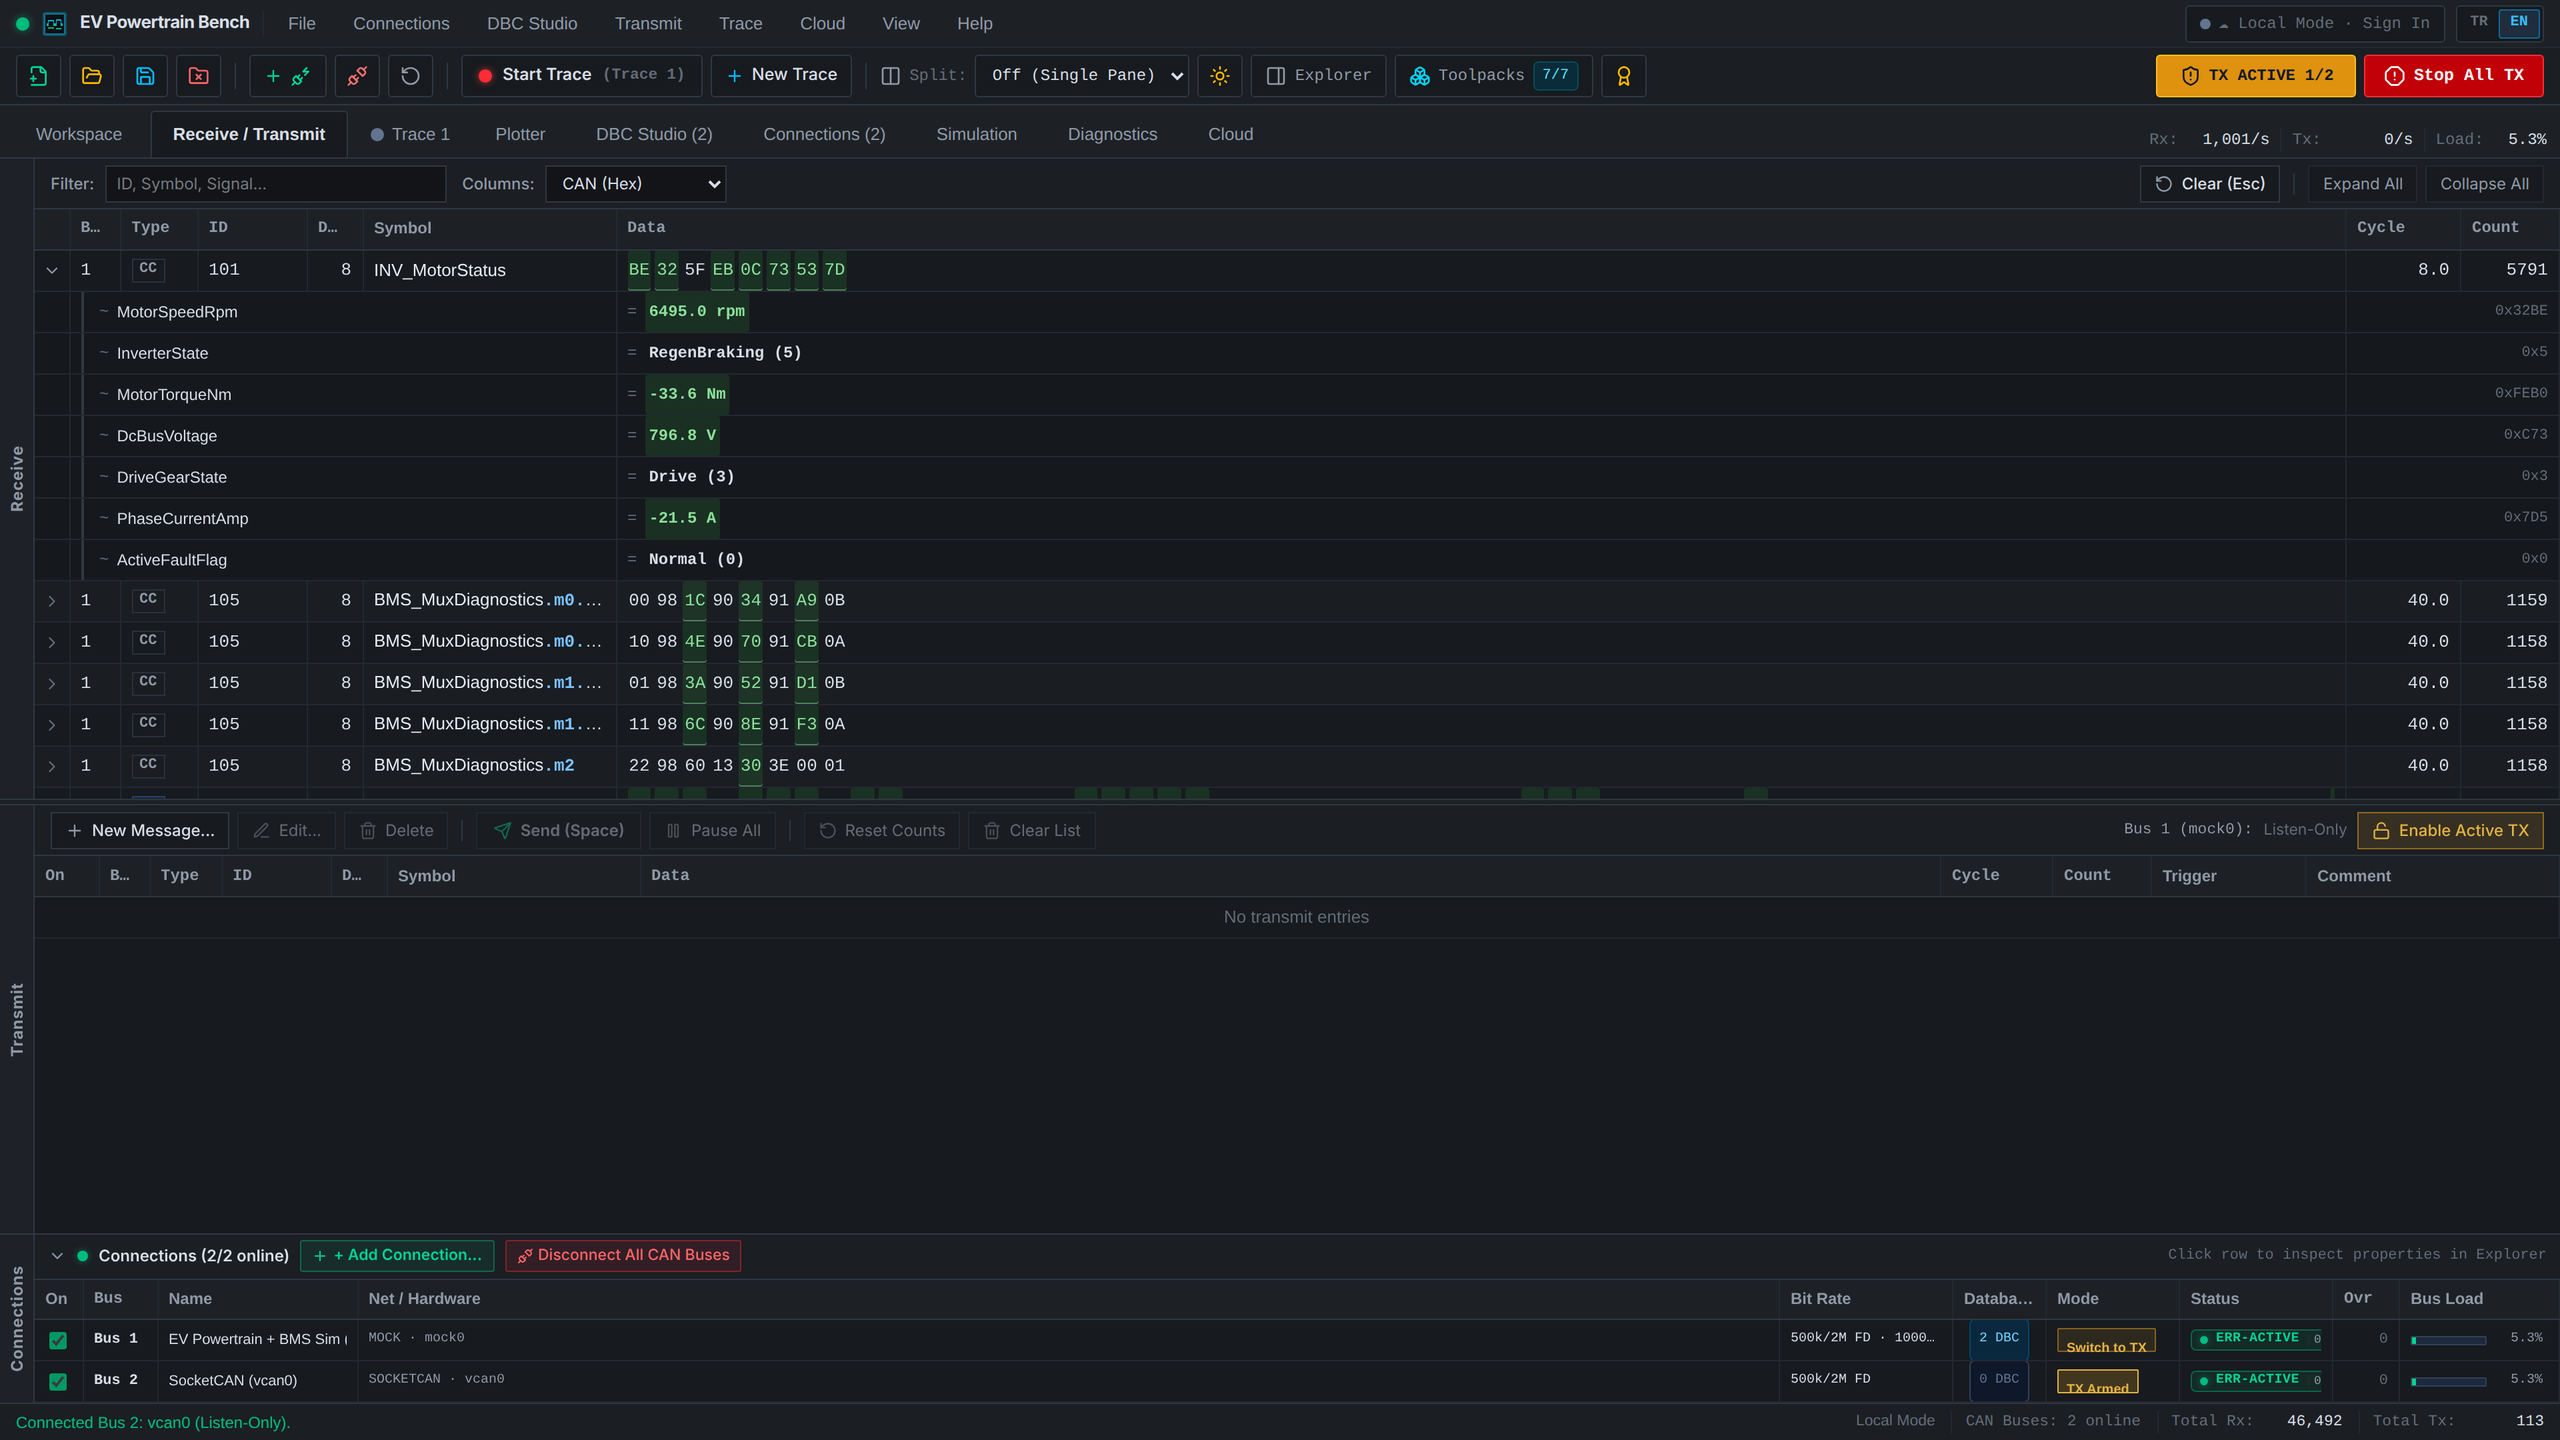 EV Powertrain Bench File Connections DBC Studio Transmit Trace Cloud View Help Local Mode · Sign In TR EN
Start Trace (Trace 1) New Trace Split: Off (Single Pane) Explorer Toolpacks 7/7 TX ACTIVE 1/2 Stop All TX
Workspace Receive / Transmit Trace 1 Plotter DBC Studio (2) Connections (2) Simulation Diagnostics Cloud Rx: 1,001/s Tx: 0/s Load: 5.3%
Filter: ID, Symbol, Signal... Columns: CAN (Hex) Clear (Esc) Expand All Collapse All
Receive
B... Type ID D... Symbol Data Cycle Count
1 CC 101 8 INV_MotorStatus BE 32 5F EB 0C 73 53 7D 8.0 5791
~ MotorSpeedRpm = 6495.0 rpm 0x32BE
~ InverterState = RegenBraking (5) 0x5
~ MotorTorqueNm = -33.6 Nm 0xFEB0
~ DcBusVoltage = 796.8 V 0xC73
~ DriveGearState = Drive (3) 0x3
~ PhaseCurrentAmp = -21.5 A 0x7D5
~ ActiveFaultFlag = Normal (0) 0x0
1 CC 105 8 BMS_MuxDiagnostics.m0.... 00 98 1C 90 34 91 A9 0B 40.0 1159
1 CC 105 8 BMS_MuxDiagnostics.m0.... 10 98 4E 90 70 91 CB 0A 40.0 1158
1 CC 105 8 BMS_MuxDiagnostics.m1.... 01 98 3A 90 52 91 D1 0B 40.0 1158
1 CC 105 8 BMS_MuxDiagnostics.m1.... 11 98 6C 90 8E 91 F3 0A 40.0 1158
1 CC 105 8 BMS_MuxDiagnostics.m2 22 98 60 13 30 3E 00 01 40.0 1158
Transmit
New Message... Edit... Delete Send (Space) Pause All Reset Counts Clear List Bus 1 (mock0): Listen-Only Enable Active TX
On B... Type ID D... Symbol Data Cycle Count Trigger Comment
No transmit entries
Connections
Connections (2/2 online) + Add Connection... Disconnect All CAN Buses Click row to inspect properties in Explorer
On Bus Name Net / Hardware Bit Rate Databa... Mode Status Ovr Bus Load
Bus 1 EV Powertrain + BMS Sim ( MOCK · mock0 500k/2M FD · 1000... 2 DBC Switch to TX ERR-ACTIVE 0 0 5.3%
Bus 2 SocketCAN (vcan0) SOCKETCAN · vcan0 500k/2M FD 0 DBC TX Armed ERR-ACTIVE 0 0 5.3%
Connected Bus 2: vcan0 (Listen-Only). Local Mode CAN Buses: 2 online Total Rx: 46,492 Total Tx: 113